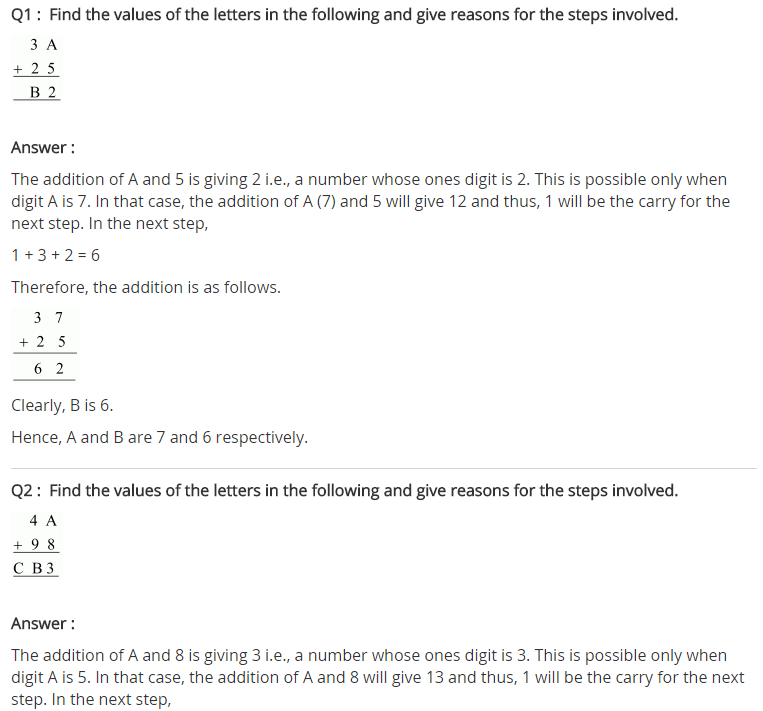 Q1 : Find the values of the letters in the following and give reasons for the steps involved.
3 A
+ 2 5
B 2
Answer :
The addition of A and 5 is giving 2 i.e., a number whose ones digit is 2. This is possible only when
digit A is 7. In that case, the addition of A (7) and 5 will give 12 and thus, 1 will be the carry for the
next step. In the next step,
1 + 3 + 2 = 6
Therefore, the addition is as follows.
3 7
+ 2 5
6 2
Clearly, B is 6.
Hence, A and B are 7 and 6 respectively.
Q2 : Find the values of the letters in the following and give reasons for the steps involved.
4 A
+ 9 8
C B 3
Answer :
The addition of A and 8 is giving 3 i.e., a number whose ones digit is 3. This is possible only when
digit A is 5. In that case, the addition of A and 8 will give 13 and thus, 1 will be the carry for the next
step. In the next step,